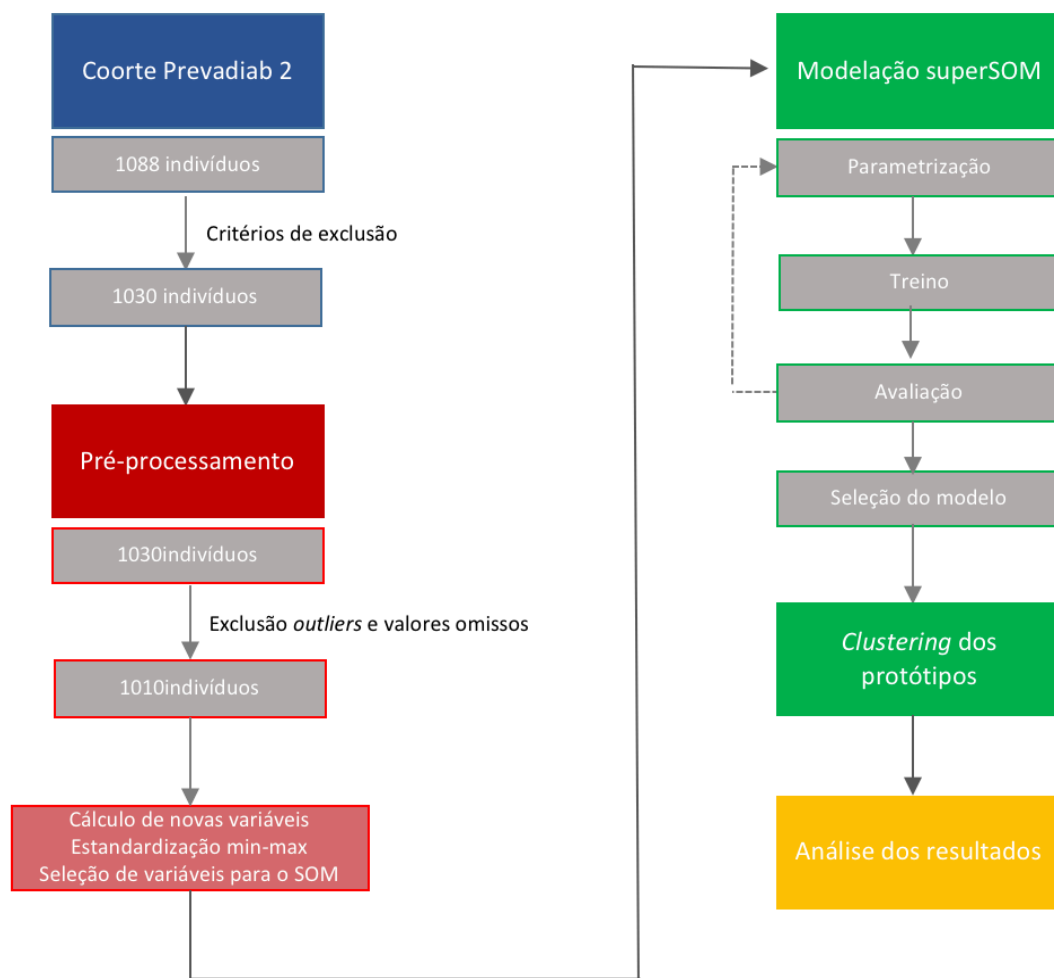 Coorte Prevadiab 2
1088 indivíduos
Critérios de exclusão
1030 indivíduos
Pré-processamento
1030indivíduos
Exclusão outliers e valores omissos
1010indivíduos
Cálculo de novas variáveis
Estandardização min-max
Seleção de variáveis para o SOM
Modelação superSOM
Parametrização
Treino
Avaliação
Seleção do modelo
Clustering dos
protótipos
Análise dos resultados